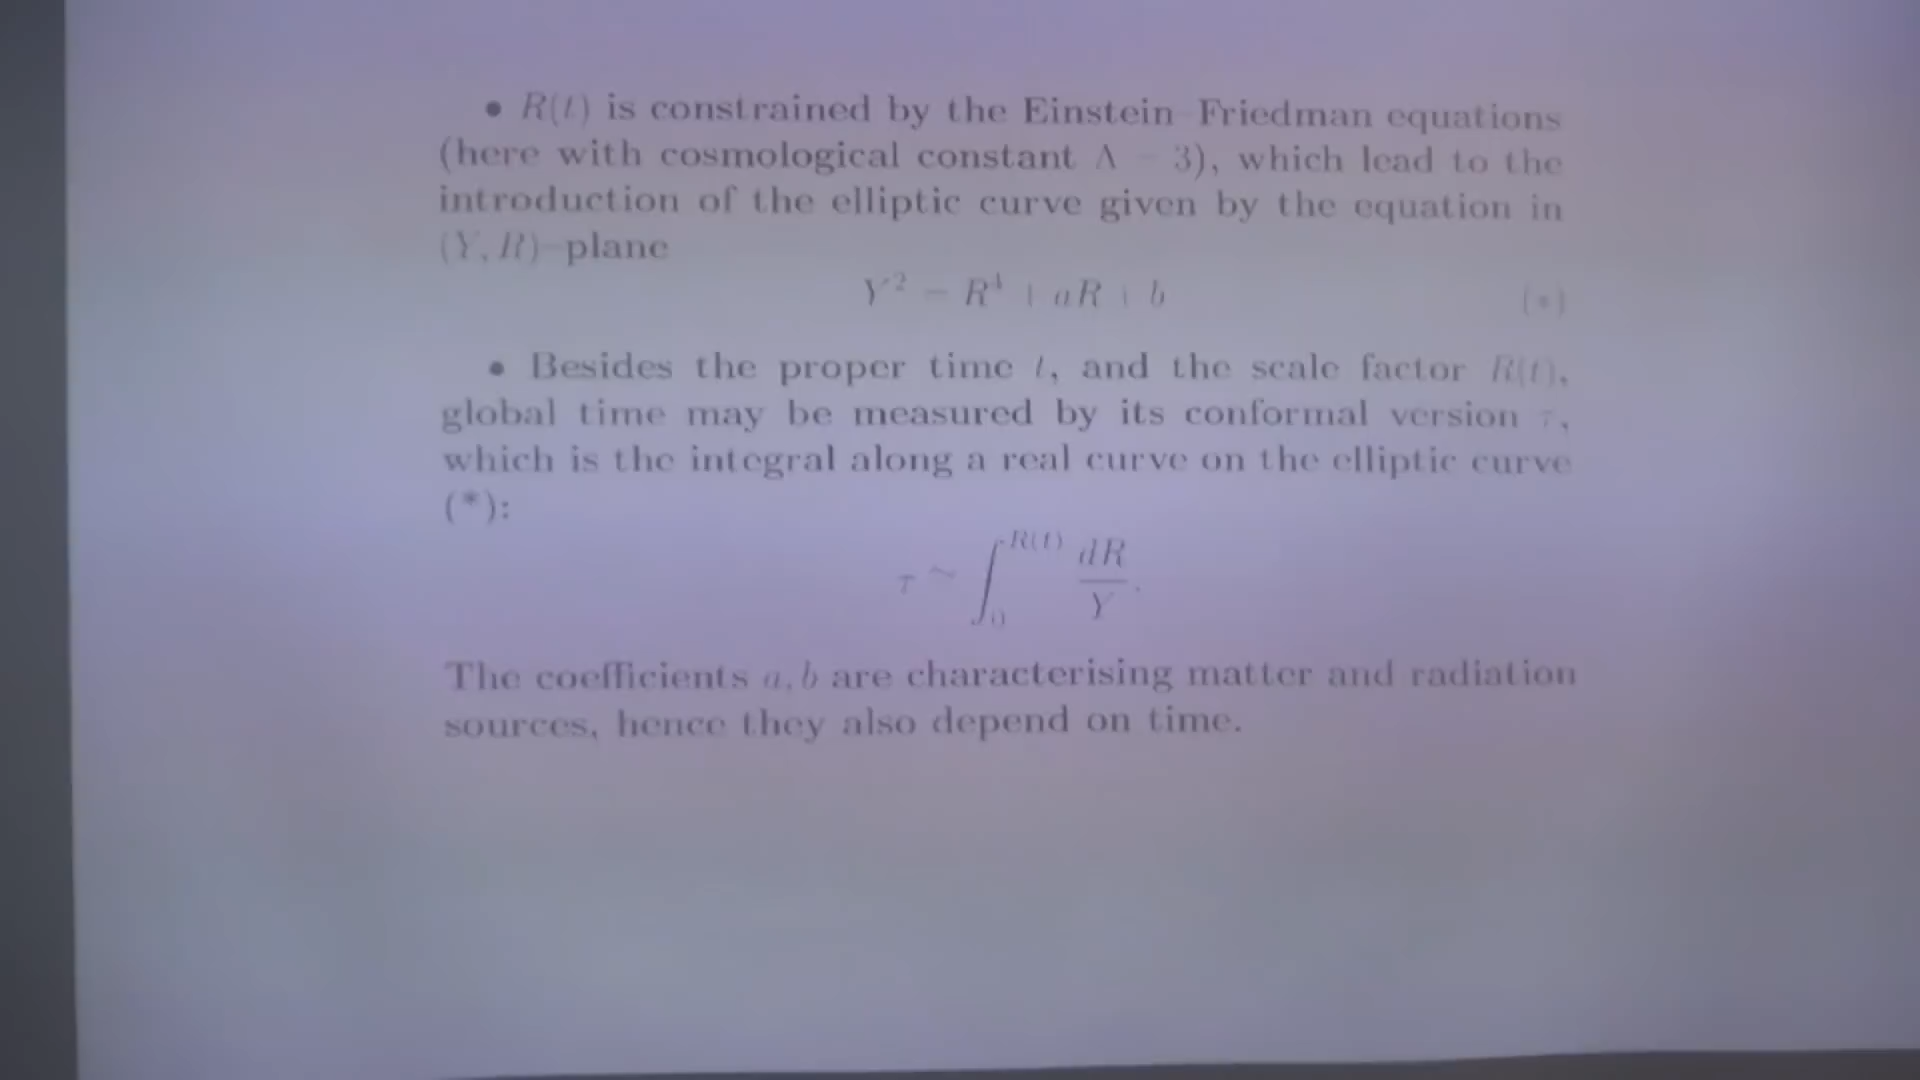 • R(t) is constrained by the Einstein–Friedman equations
(here with cosmological constant Λ = 3), which lead to the
introduction of the elliptic curve given by the equation in
(Y, R)–plane
Y² = R⁴ + aR + b (*)
• Besides the proper time t, and the scale factor R(t),
global time may be measured by its conformal version τ,
which is the integral along a real curve on the elliptic curve
(*):
τ ~ ∫₀^{R(t)} dR/Y.
The coefficients a, b are characterising matter and radiation
sources, hence they also depend on time.